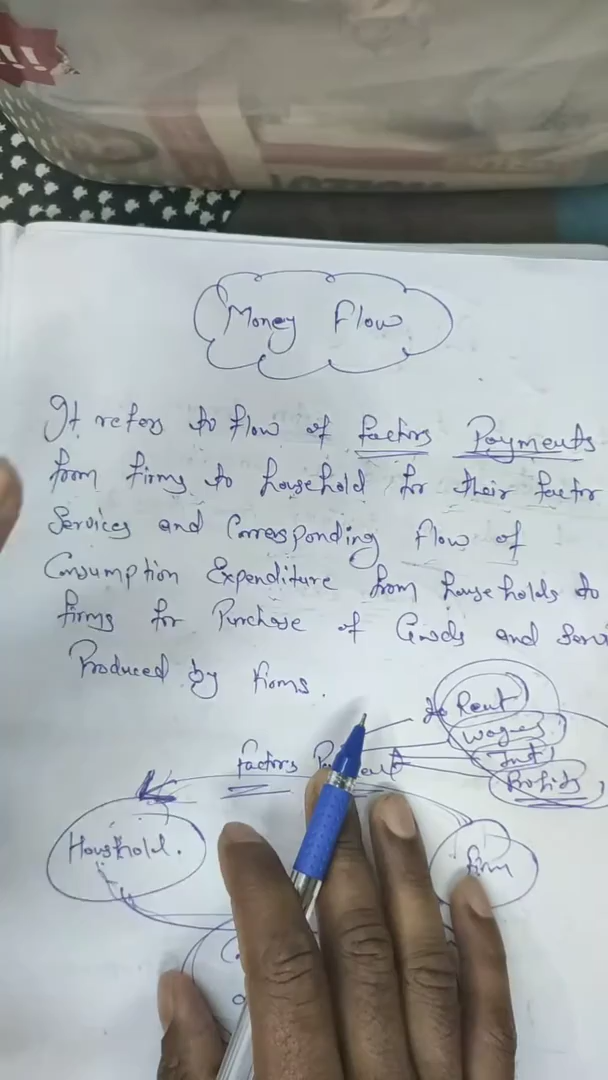 !!!
Money Flow
It refers to flow of factors Payments
from firms to household for their factor
Services and Corresponding flow of
Consumption Expenditure from households to
firms for Purchase of Goods and Servi
Produced by firms.
Rent
wages
Int
Profits
Factors
Household.
firm